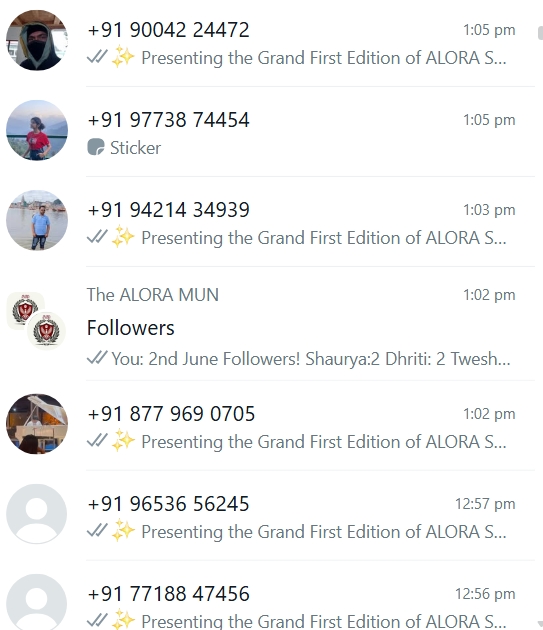 +91 90042 24472 1:05 pm
✨ Presenting the Grand First Edition of ALORA S...
+91 97738 74454 1:05 pm
Sticker
+91 94214 34939 1:03 pm
✨ Presenting the Grand First Edition of ALORA S...
The ALORA MUN 1:02 pm
Followers
You: 2nd June Followers! Shaurya:2 Dhriti: 2 Twesh...
+91 877 969 0705 1:02 pm
✨ Presenting the Grand First Edition of ALORA S...
+91 96536 56245 12:57 pm
✨ Presenting the Grand First Edition of ALORA S...
+91 77188 47456 12:56 pm
✨ Presenting the Grand First Edition of ALORA S...